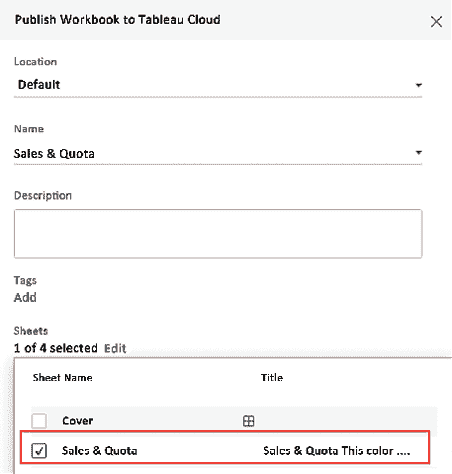 Publish Workbook to Tableau Cloud
Location
Default
Name
Sales & Quota
Description
Tags
Add
Sheets
1 of 4 selected Edit
Sheet Name Title
Cover
Sales & Quota Sales & Quota This color ....